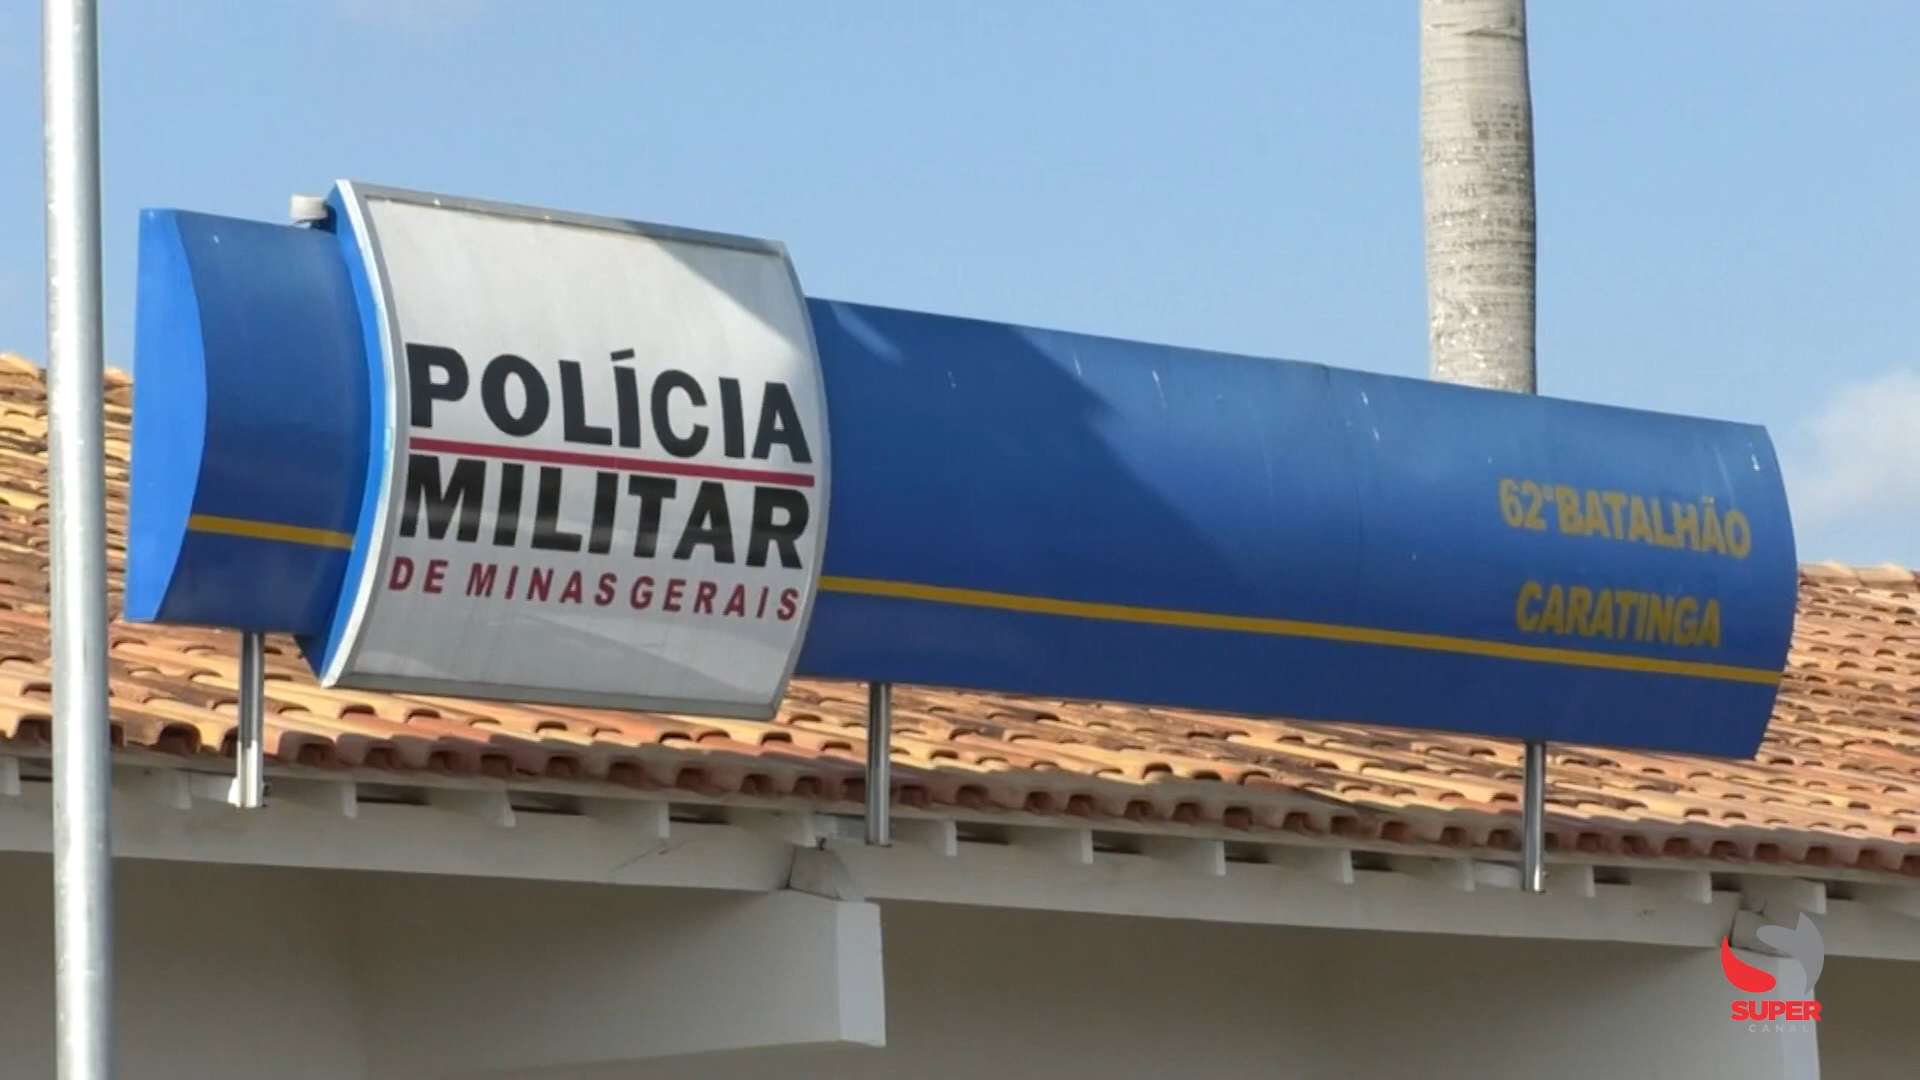 POLÍCIA
MILITAR
DE MINAS GERAIS
62°BATALHÃO
CARATINGA
SUPER
CANAL